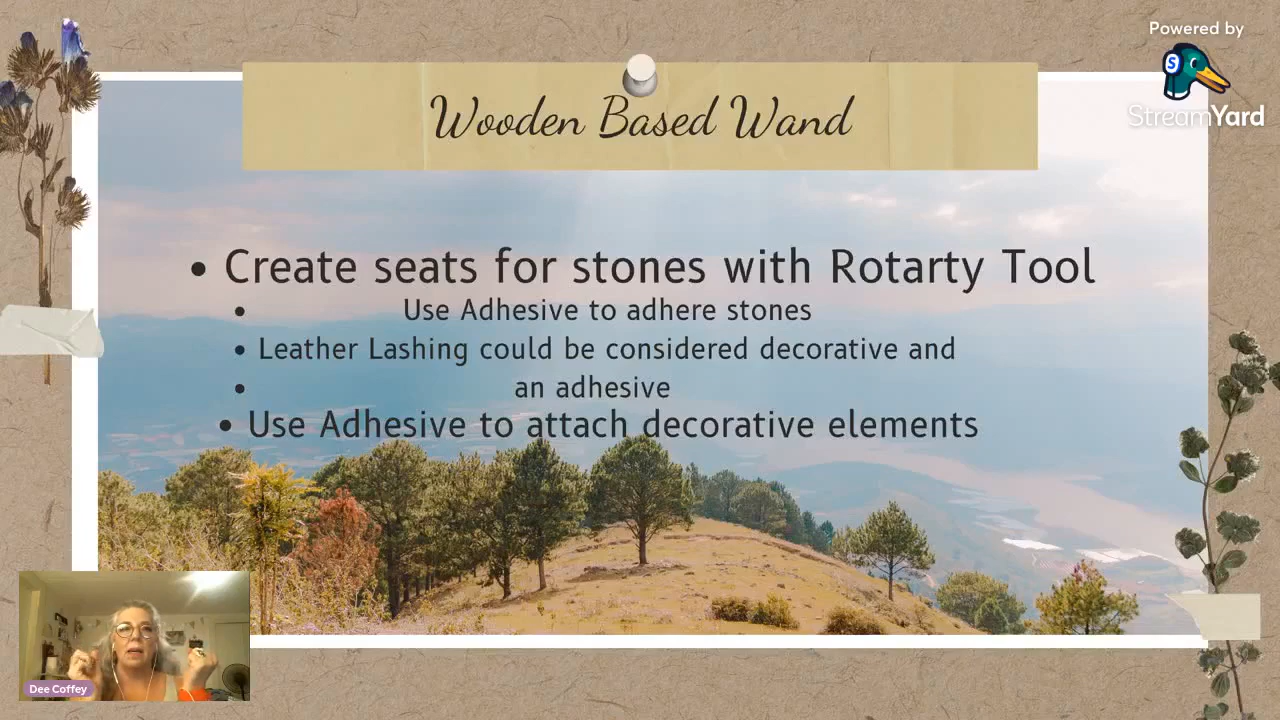 Powered by
S
StreamYard
Wooden Based Wand
• Create seats for stones with Rotarty Tool
• Use Adhesive to adhere stones
• Leather Lashing could be considered decorative and
• an adhesive
• Use Adhesive to attach decorative elements
Dee Coffey